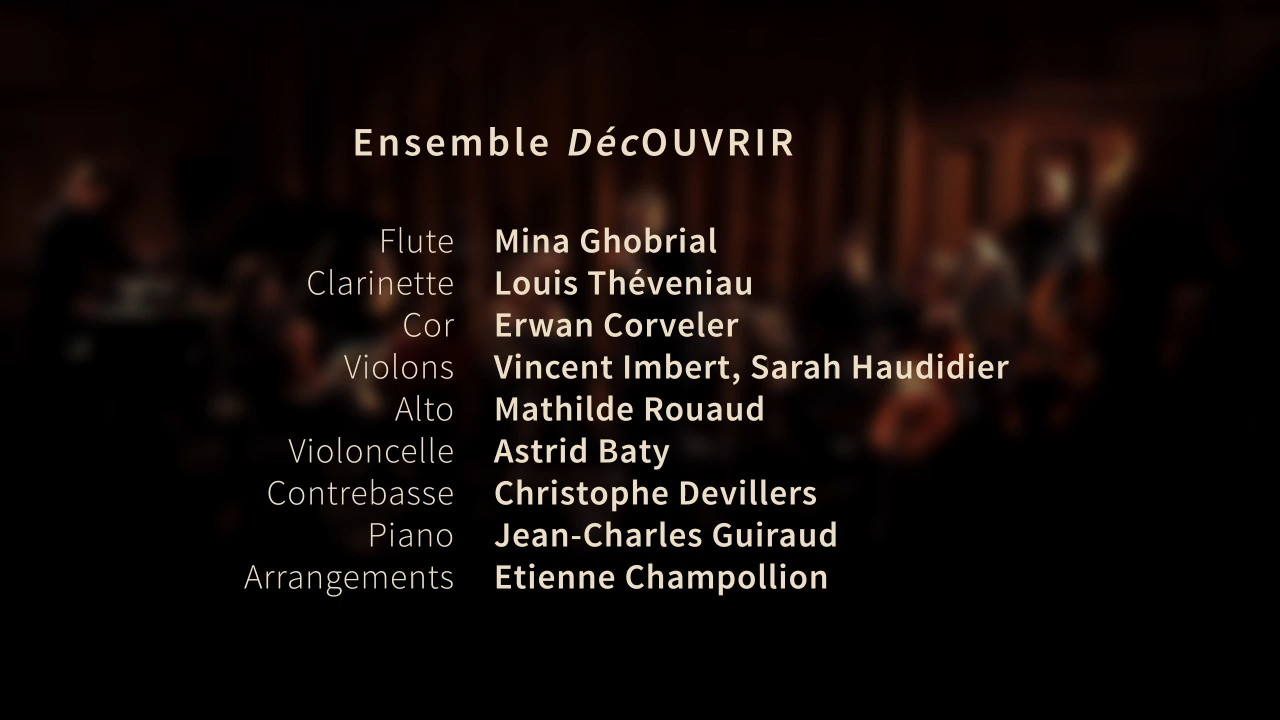 Ensemble DécOUVRIR
Flute Mina Ghobrial
Clarinette Louis Théveniau
Cor Erwan Corveler
Violons Vincent Imbert, Sarah Haudidier
Alto Mathilde Rouaud
Violoncelle Astrid Baty
Contrebasse Christophe Devillers
Piano Jean-Charles Guiraud
Arrangements Etienne Champollion